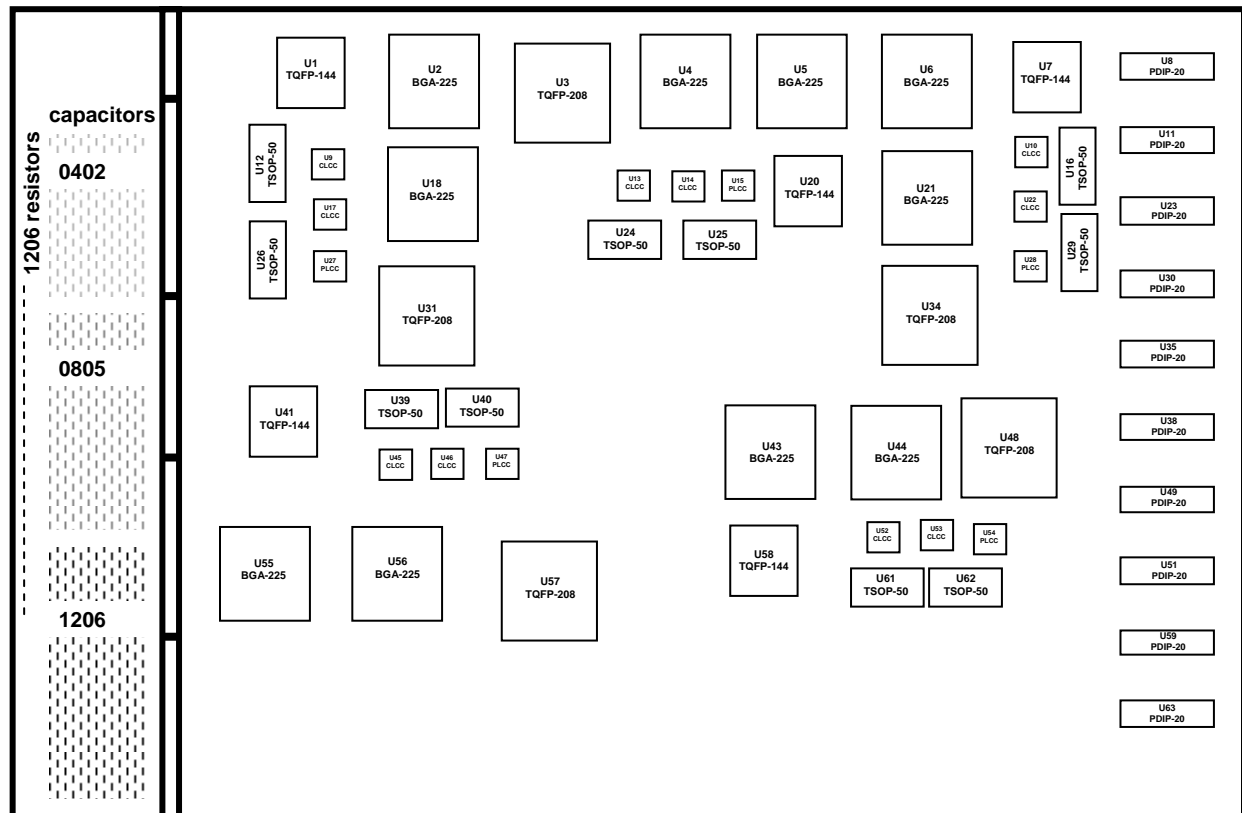 capacitors
0402
1206 resistors
0805
1206
U1
TQFP-144
U2
BGA-225
U3
TQFP-208
U4
BGA-225
U5
BGA-225
U6
BGA-225
U7
TQFP-144
U8
PDIP-20
U12
TSOP-50
U9
CLCC
U18
BGA-225
U13
CLCC
U14
CLCC
U15
PLCC
U20
TQFP-144
U21
BGA-225
U10
CLCC
U16
TSOP-50
U11
PDIP-20
U17
CLCC
U22
CLCC
U23
PDIP-20
U26
TSOP-50
U27
PLCC
U24
TSOP-50
U25
TSOP-50
U28
PLCC
U29
TSOP-50
U30
PDIP-20
U31
TQFP-208
U34
TQFP-208
U35
PDIP-20
U41
TQFP-144
U39
TSOP-50
U40
TSOP-50
U43
BGA-225
U44
BGA-225
U48
TQFP-208
U38
PDIP-20
U45
CLCC
U46
CLCC
U47
PLCC
U49
PDIP-20
U55
BGA-225
U56
BGA-225
U57
TQFP-208
U58
TQFP-144
U52
CLCC
U53
CLCC
U54
PLCC
U51
PDIP-20
U61
TSOP-50
U62
TSOP-50
U59
PDIP-20
U63
PDIP-20